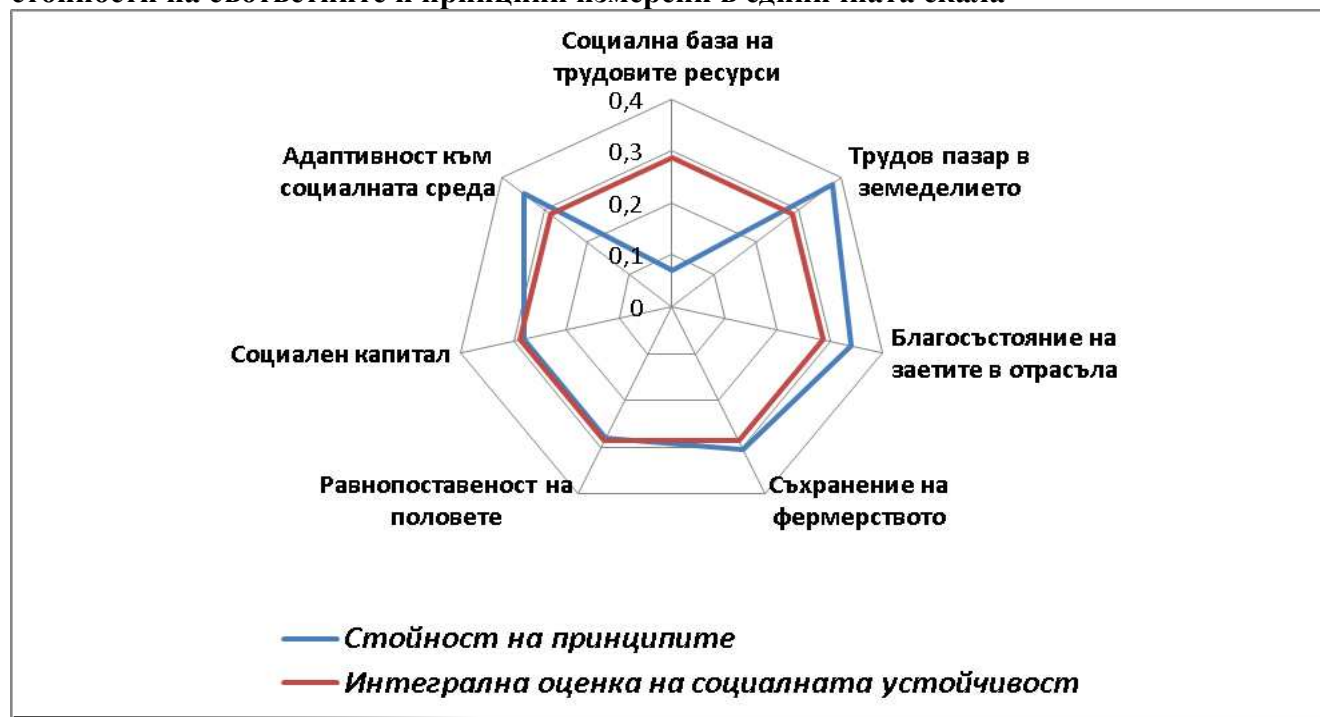 Социална база на
трудовите ресурси
0,4
Адаптивност към
социалната среда
0,3
Трудов пазар в
земеделието
0,2
0,1
0
Социален капитал
Благосъстояние на
заетите в отрасъла
Равнопоставеност на
половете
Съхранение на
фермерството
Стойност на принципите
Интегрална оценка на социалната устойчивост